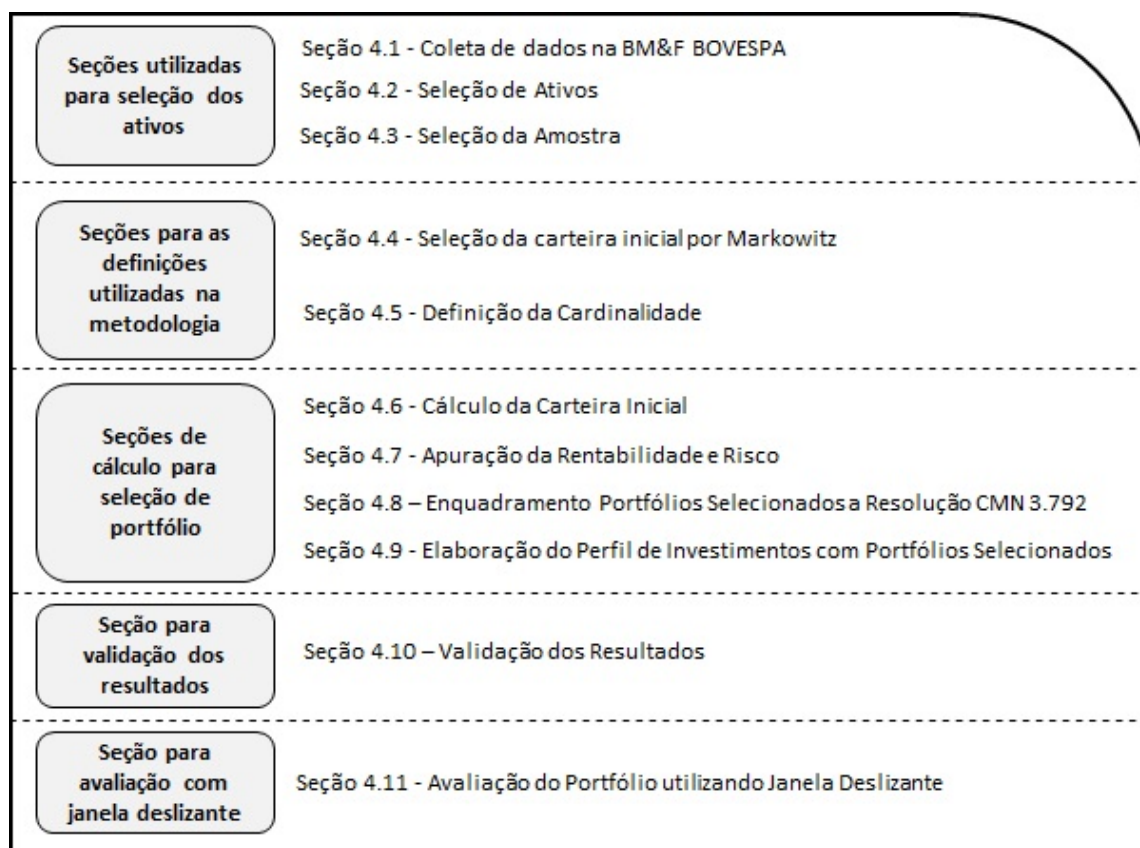 Seções utilizadas
para seleção dos
ativos
Seção 4.1 - Coleta de dados na BM&F BOVESPA
Seção 4.2 - Seleção de Ativos
Seção 4.3 - Seleção da Amostra
Seções para as
definições
utilizadas na
metodologia
Seção 4.4 - Seleção da carteira inicial por Markowitz
Seção 4.5 - Definição da Cardinalidade
Seções de
cálculo para
seleção de
portfólio
Seção 4.6 - Cálculo da Carteira Inicial
Seção 4.7 - Apuração da Rentabilidade e Risco
Seção 4.8 – Enquadramento Portfólios Selecionados a Resolução CMN 3.792
Seção 4.9 - Elaboração do Perfil de Investimentos com Portfólios Selecionados
Seção para
validação dos
resultados
Seção 4.10 – Validação dos Resultados
Seção para
avaliação com
janela deslizante
Seção 4.11 - Avaliação do Portfólio utilizando Janela Deslizante